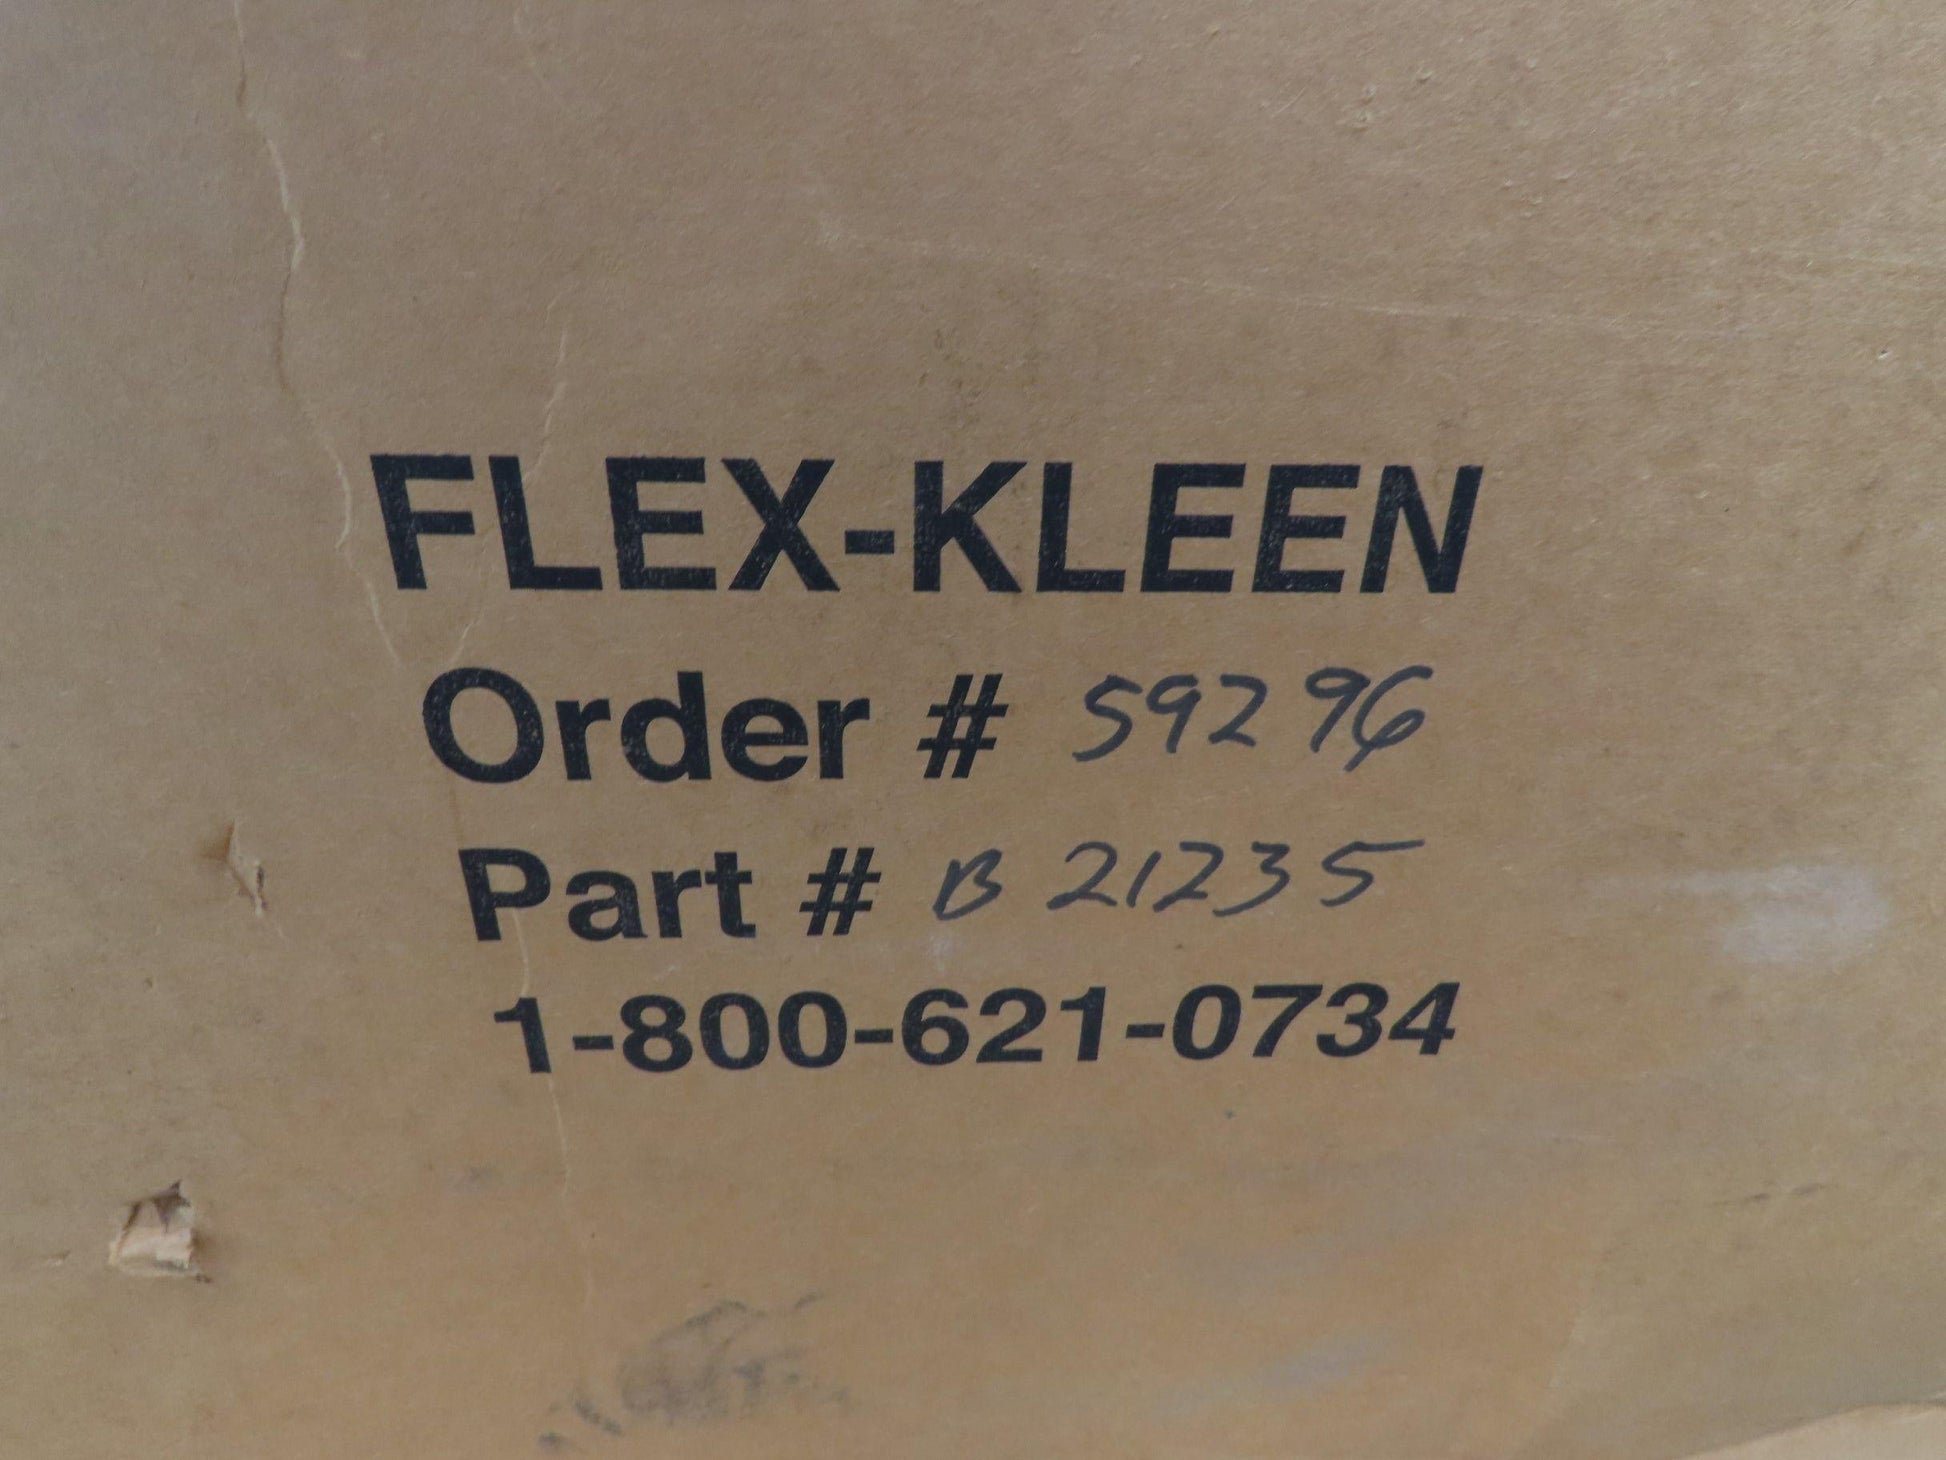 FLEX-KLEEN
Order # 59296
Part # B 21235
1-800-621-0734